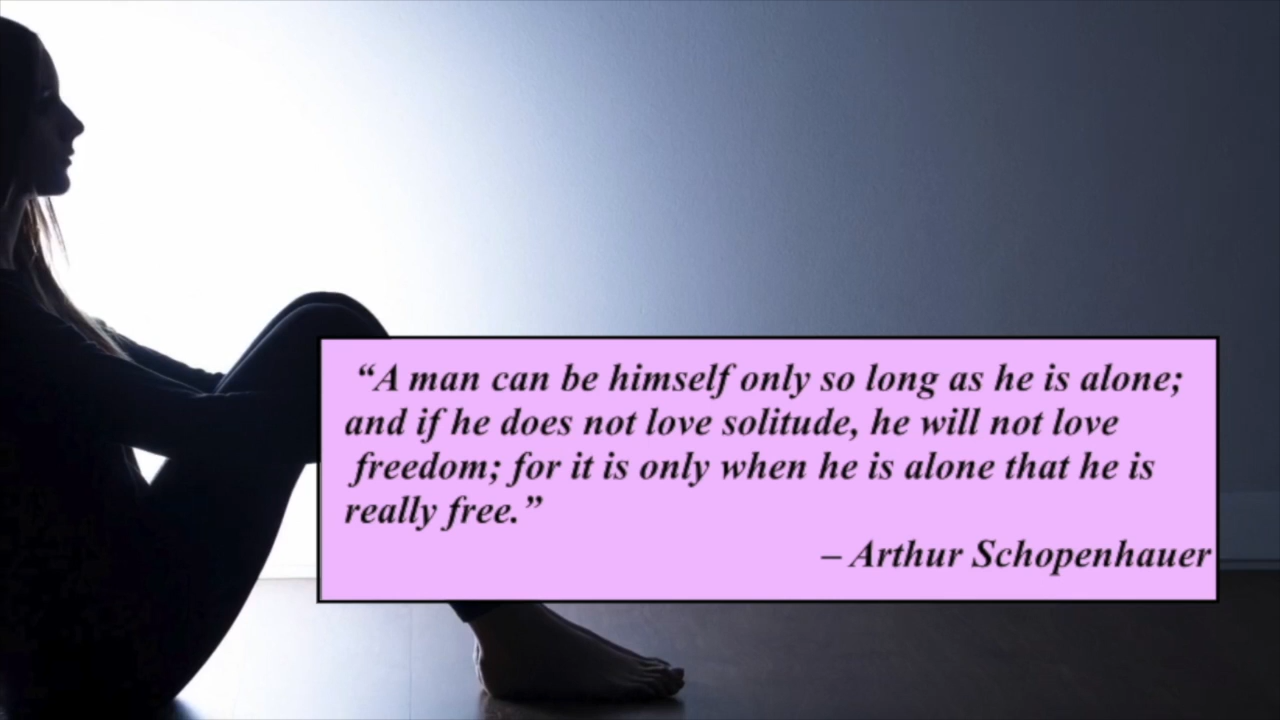 “A man can be himself only so long as he is alone;
and if he does not love solitude, he will not love
freedom; for it is only when he is alone that he is
really free.”
– Arthur Schopenhauer